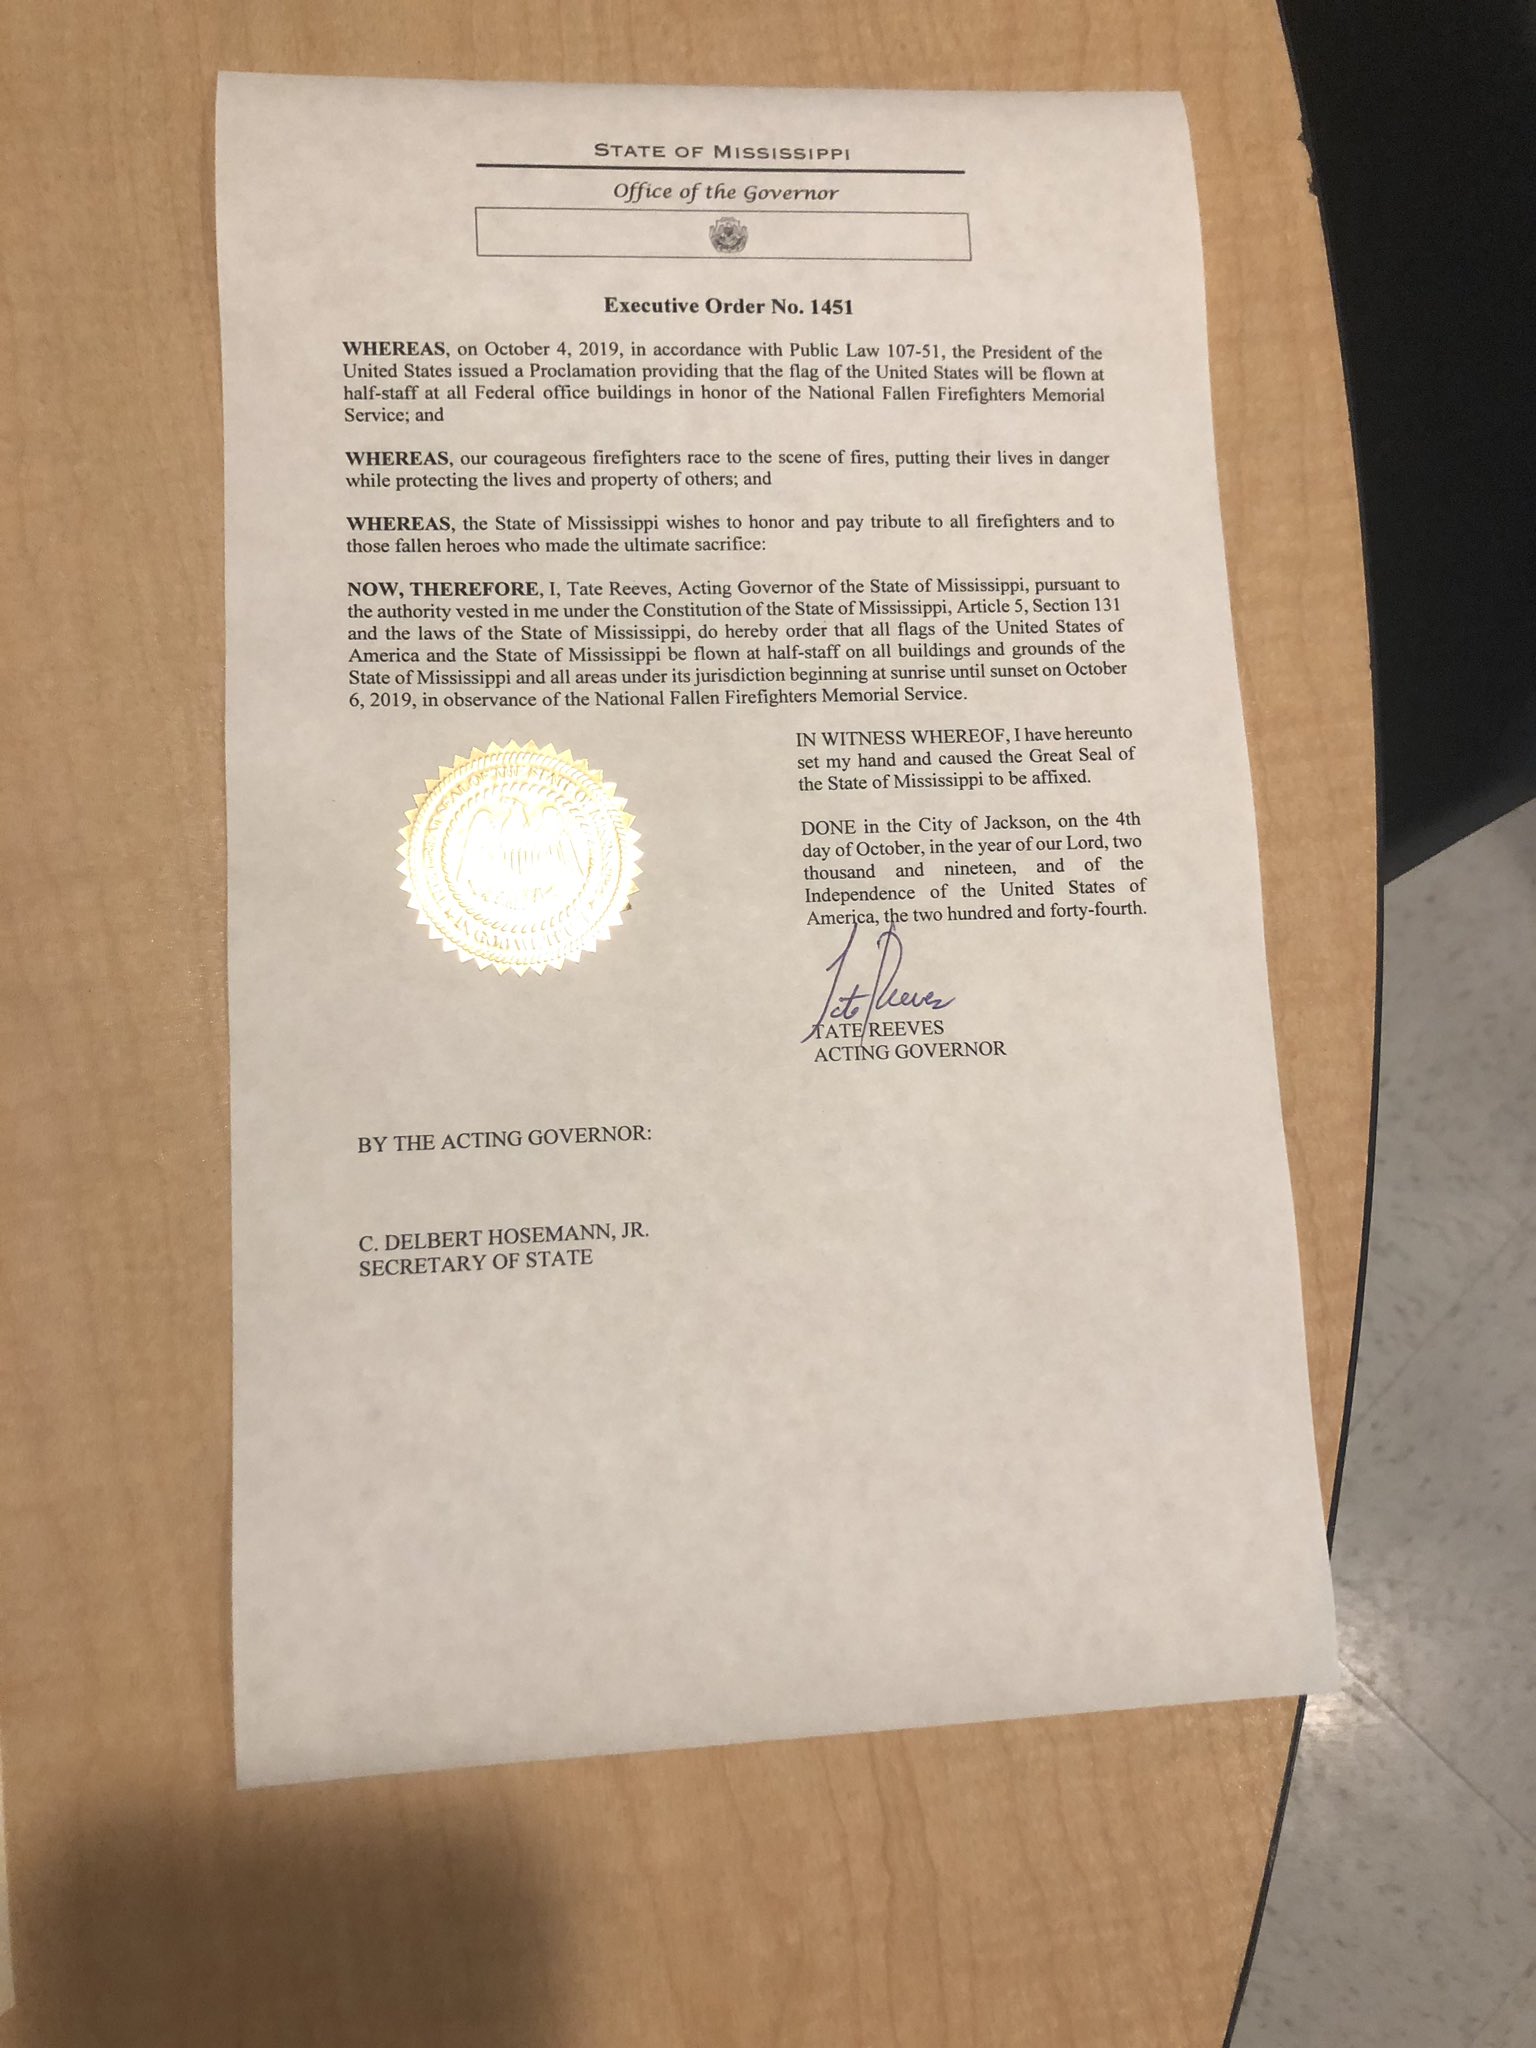 STATE OF MISSISSIPPI
Office of the Governor
Executive Order No. 1451
WHEREAS, on October 4, 2019, in accordance with Public Law 107-51, the President of the
United States issued a Proclamation providing that the flag of the United States will be flown at
half-staff at all Federal office buildings in honor of the National Fallen Firefighters Memorial
Service; and
WHEREAS, our courageous firefighters race to the scene of fires, putting their lives in danger
while protecting the lives and property of others; and
WHEREAS, the State of Mississippi wishes to honor and pay tribute to all firefighters and to
those fallen heroes who made the ultimate sacrifice:
NOW, THEREFORE, I, Tate Reeves, Acting Governor of the State of Mississippi, pursuant to
the authority vested in me under the Constitution of the State of Mississippi, Article 5, Section 131
and the laws of the State of Mississippi, do hereby order that all flags of the United States of
America and the State of Mississippi be flown at half-staff on all buildings and grounds of the
State of Mississippi and all areas under its jurisdiction beginning at sunrise until sunset on October
6, 2019, in observance of the National Fallen Firefighters Memorial Service.
IN WITNESS WHEREOF, I have hereunto
set my hand and caused the Great Seal of
the State of Mississippi to be affixed.
DONE in the City of Jackson, on the 4th
day of October, in the year of our Lord, two
thousand and nineteen, and of the
Independence of the United States of
America, the two hundred and forty-fourth.
Tate Reeves
TATE REEVES
ACTING GOVERNOR
BY THE ACTING GOVERNOR:
C. DELBERT HOSEMANN, JR.
SECRETARY OF STATE